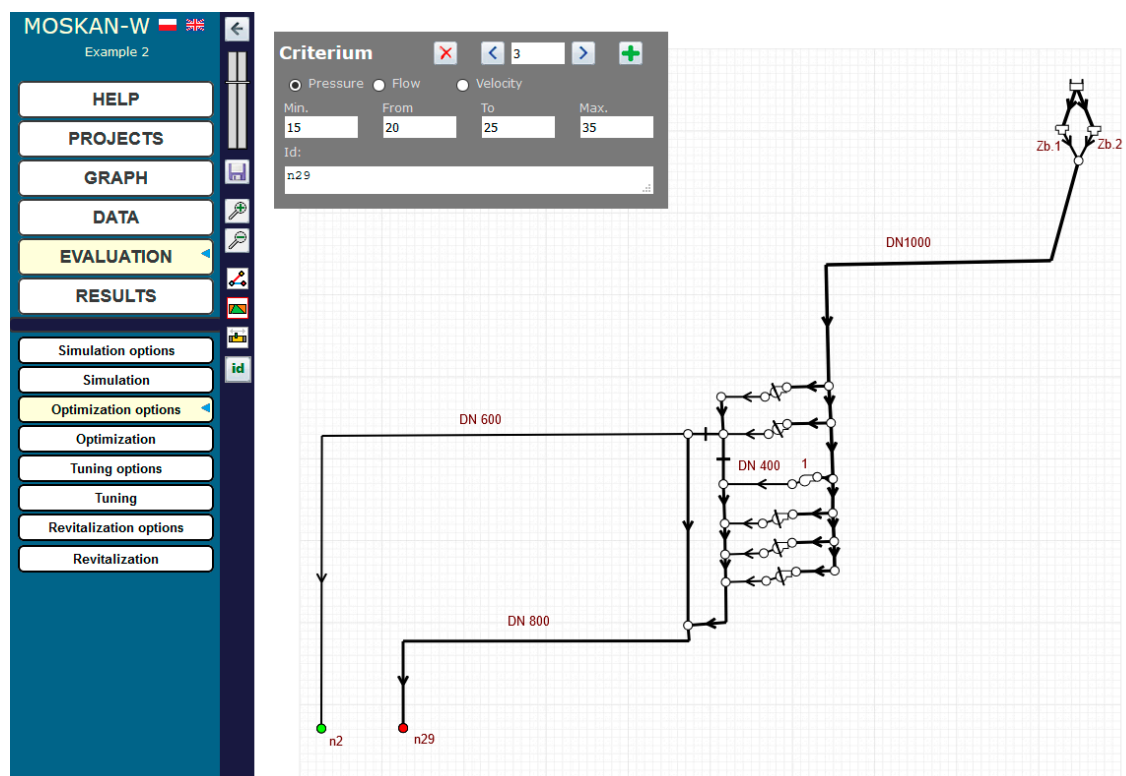 MOSKAN-W
Example 2
HELP
PROJECTS
GRAPH
DATA
EVALUATION
RESULTS
Simulation options
Simulation
Optimization options
Optimization
Tuning options
Tuning
Revitalization options
Revitalization
id
Criterium
3
Pressure Flow Velocity
Min. From To Max.
15 20 25 35
Id:
n29
Zb.1 Zb.2
DN1000
DN 600
DN 400 1
DN 800
n2 n29